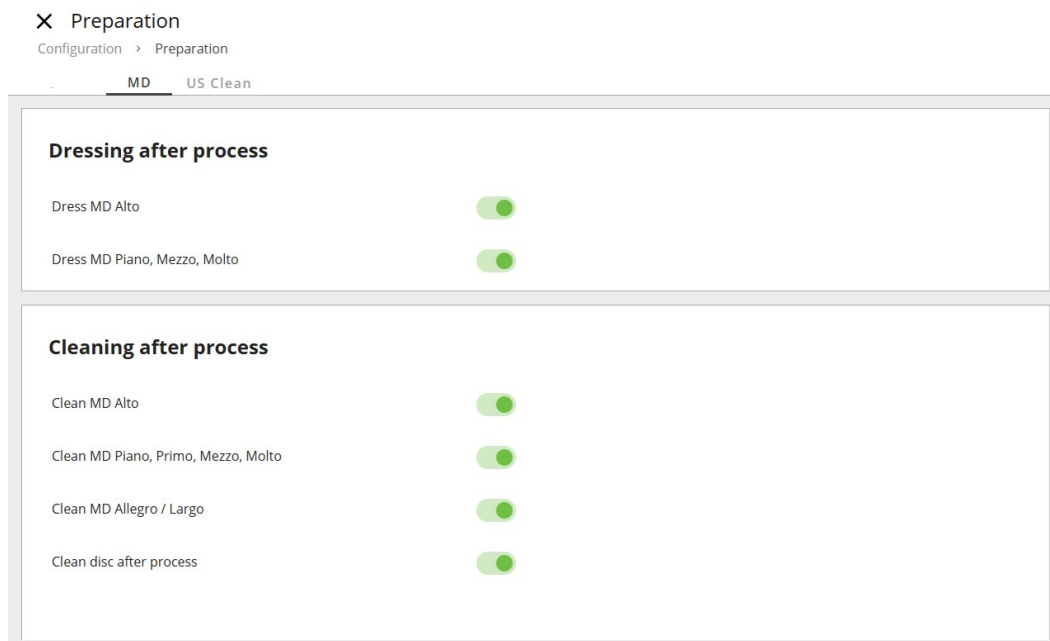 Preparation
Configuration > Preparation
MD US Clean
Dressing after process
Dress MD Alto
Dress MD Piano, Mezzo, Molto
Cleaning after process
Clean MD Alto
Clean MD Piano, Primo, Mezzo, Molto
Clean MD Allegro / Largo
Clean disc after process